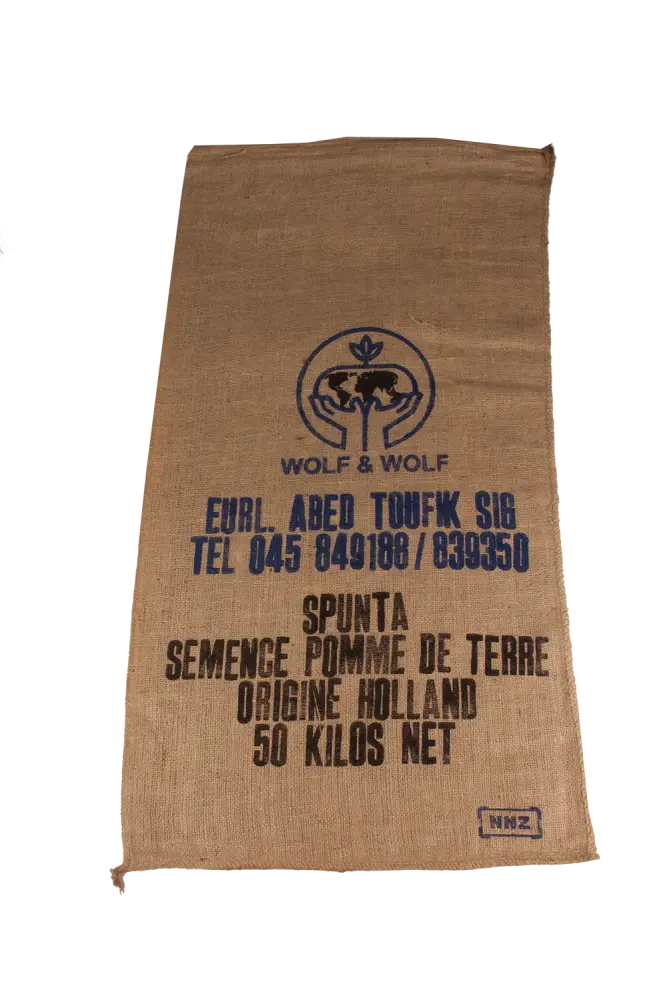 WOLF & WOLF
EURL. ABED TOUFIK SIG
TEL 045 849188 / 839350
SPUNTA
SEMENCE POMME DE TERRE
ORIGINE HOLLAND
50 KILOS NET
NNZ